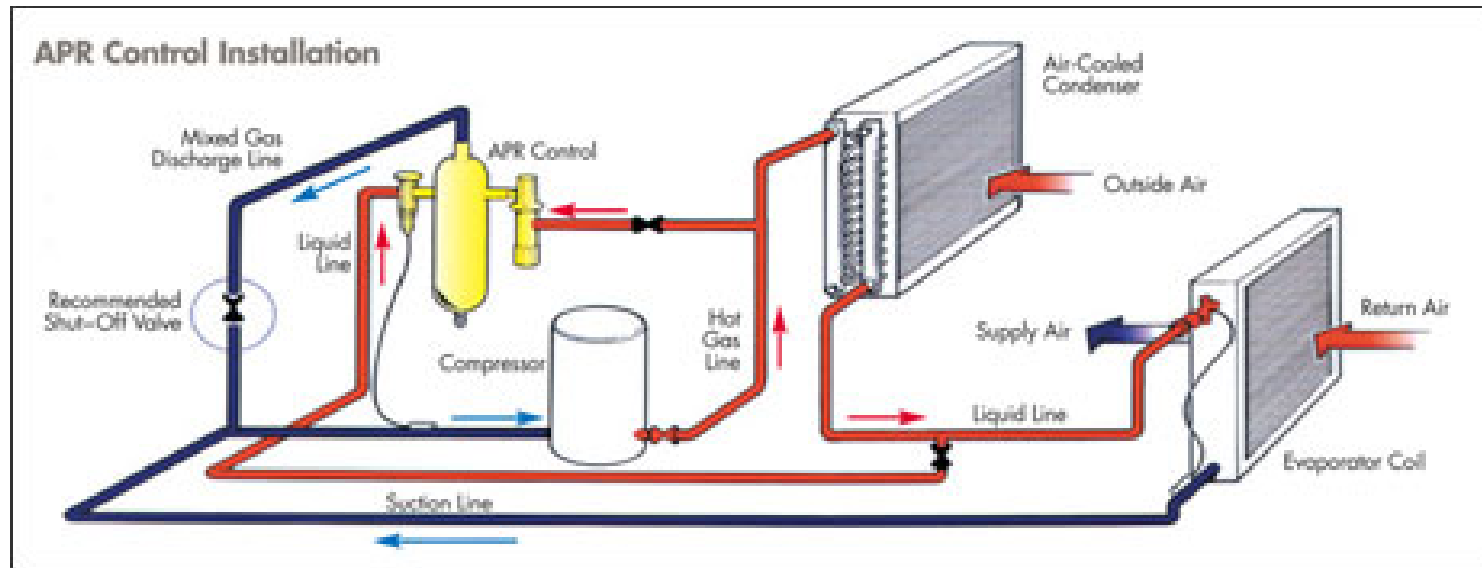 APR Control Installation
Air-Cooled
Condenser
Mixed Gas
Discharge Line
APR Control
Outside Air
Liquid
Line
Recommended
Shut-Off Valve
Hot
Gas
Line
Supply Air
Return Air
Compressor
Liquid Line
Evaporator Coil
Suction Line